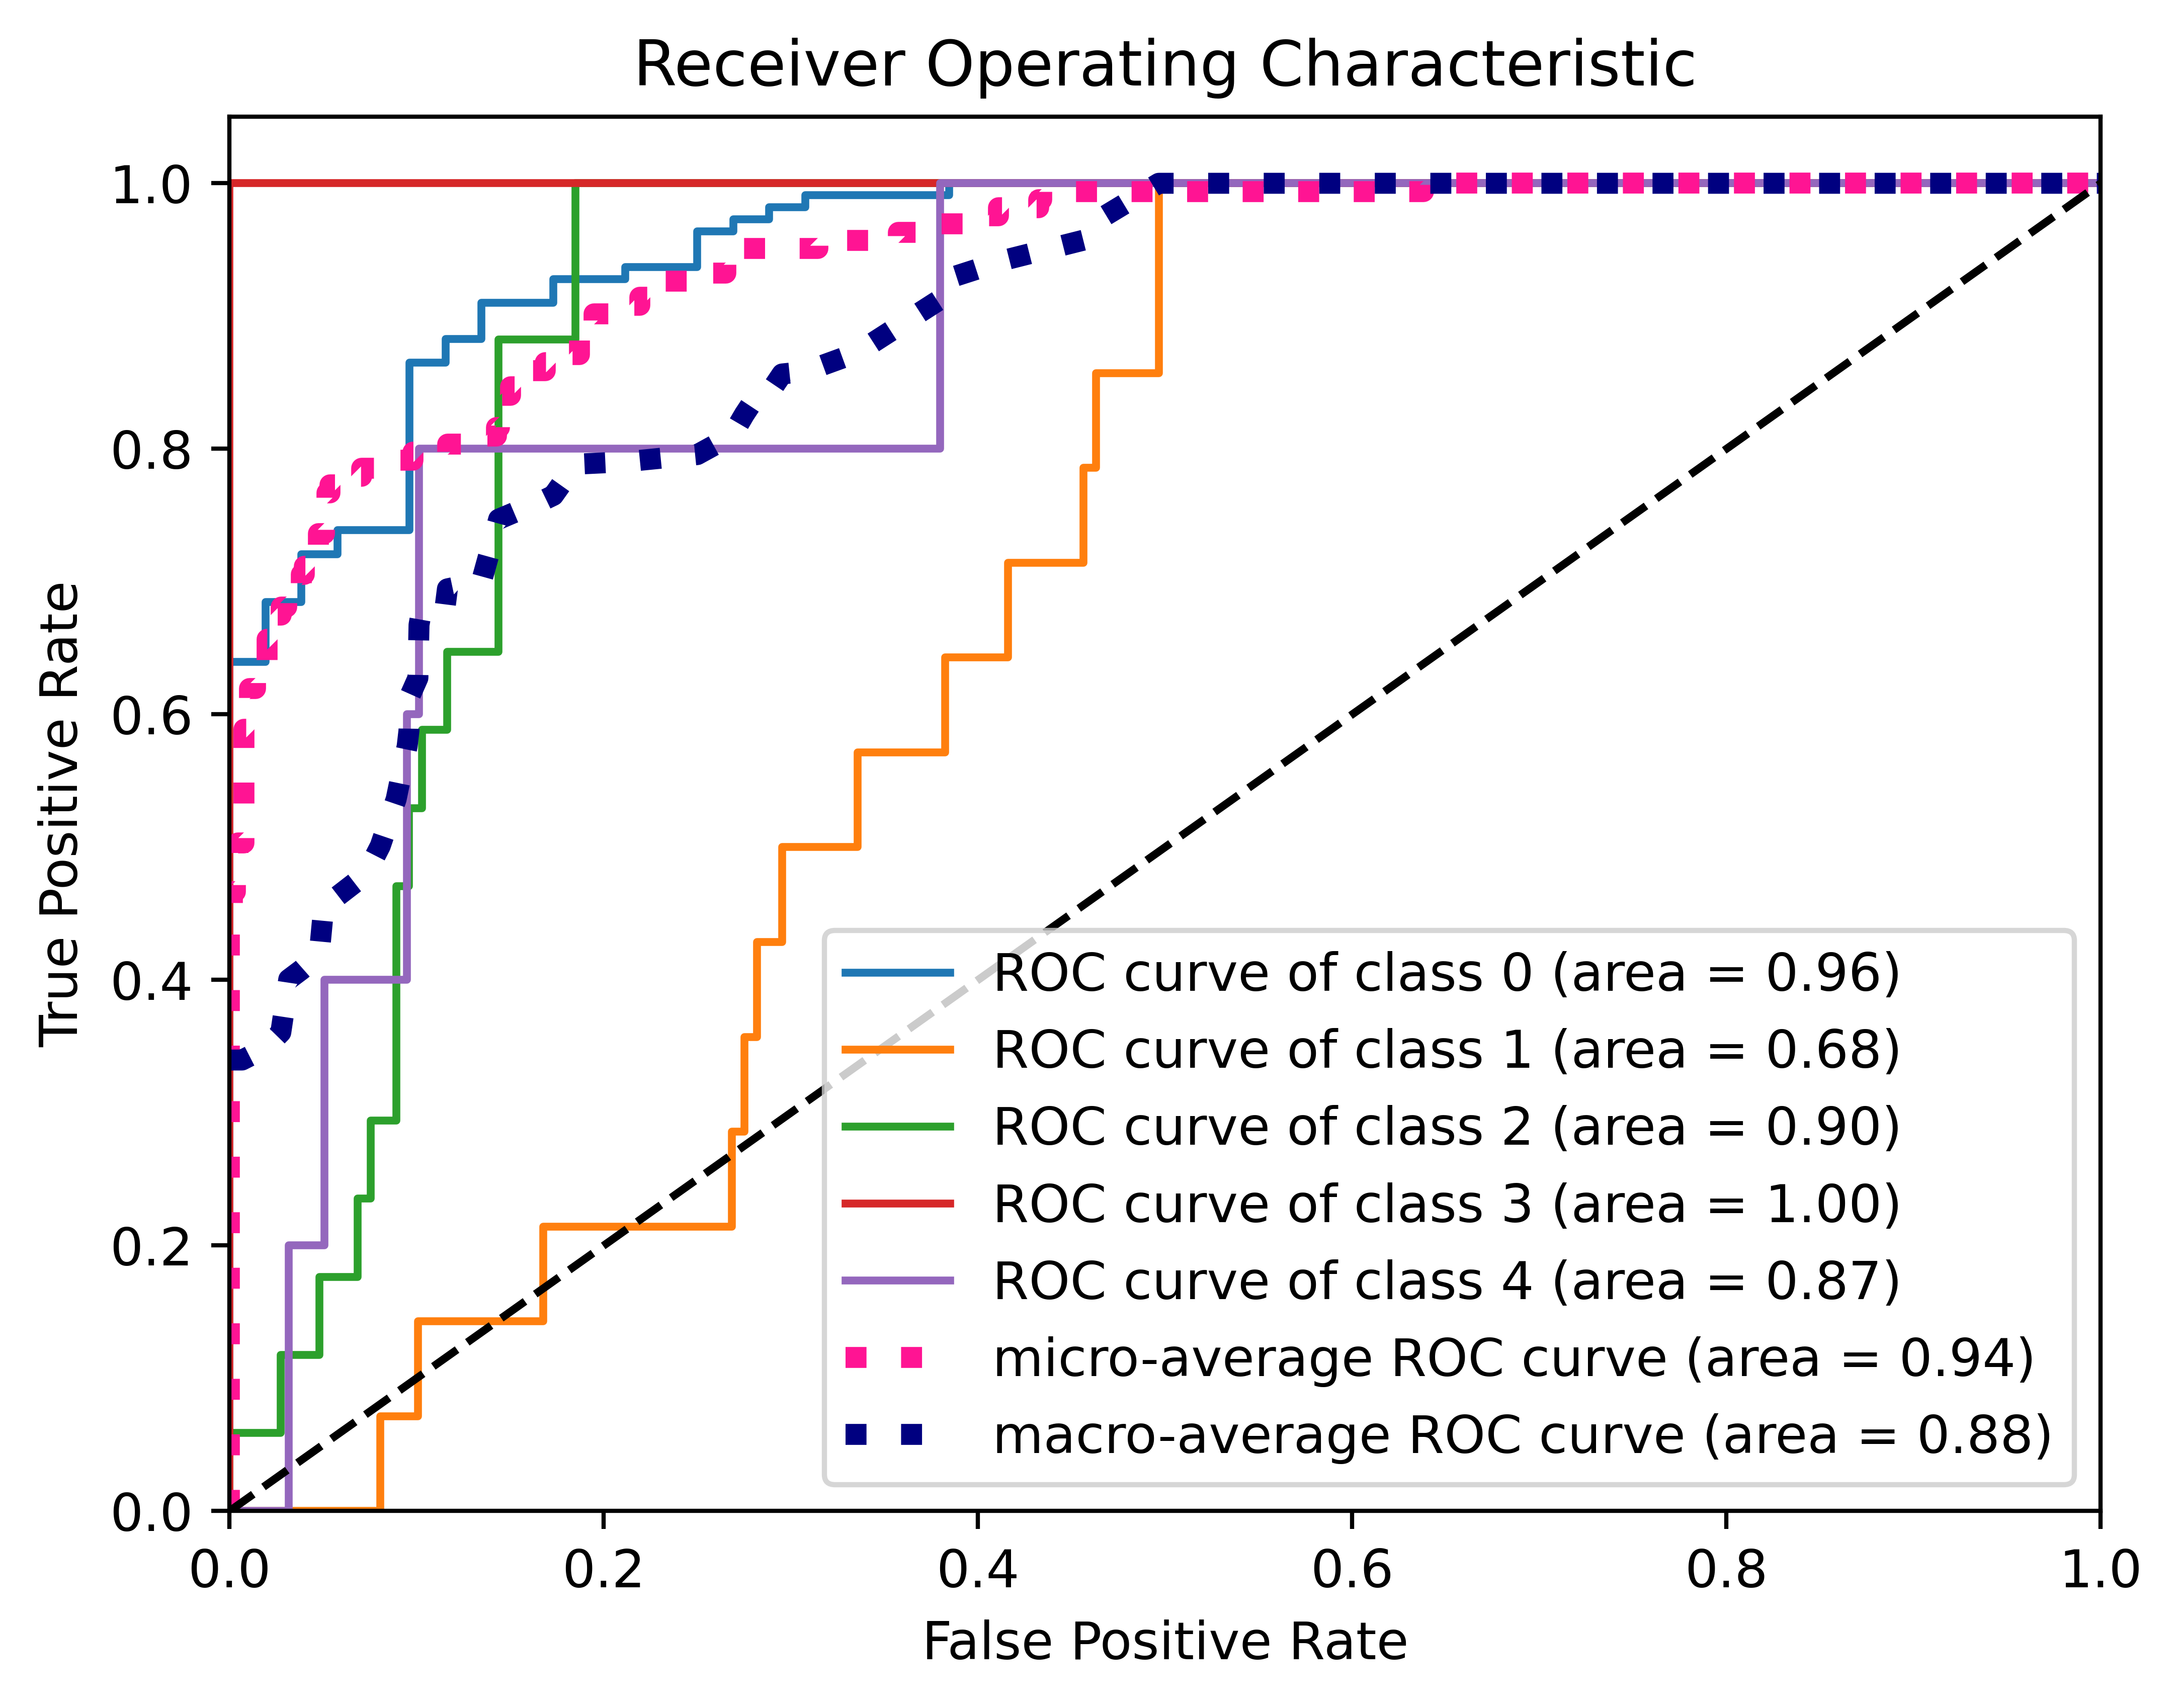 Receiver Operating Characteristic
True Positive Rate
1.0
0.8
0.6
0.4
0.2
0.0
ROC curve of class 0 (area = 0.96)
ROC curve of class 1 (area = 0.68)
ROC curve of class 2 (area = 0.90)
ROC curve of class 3 (area = 1.00)
ROC curve of class 4 (area = 0.87)
micro-average ROC curve (area = 0.94)
macro-average ROC curve (area = 0.88)
0.0 0.2 0.4 0.6 0.8 1.0
False Positive Rate